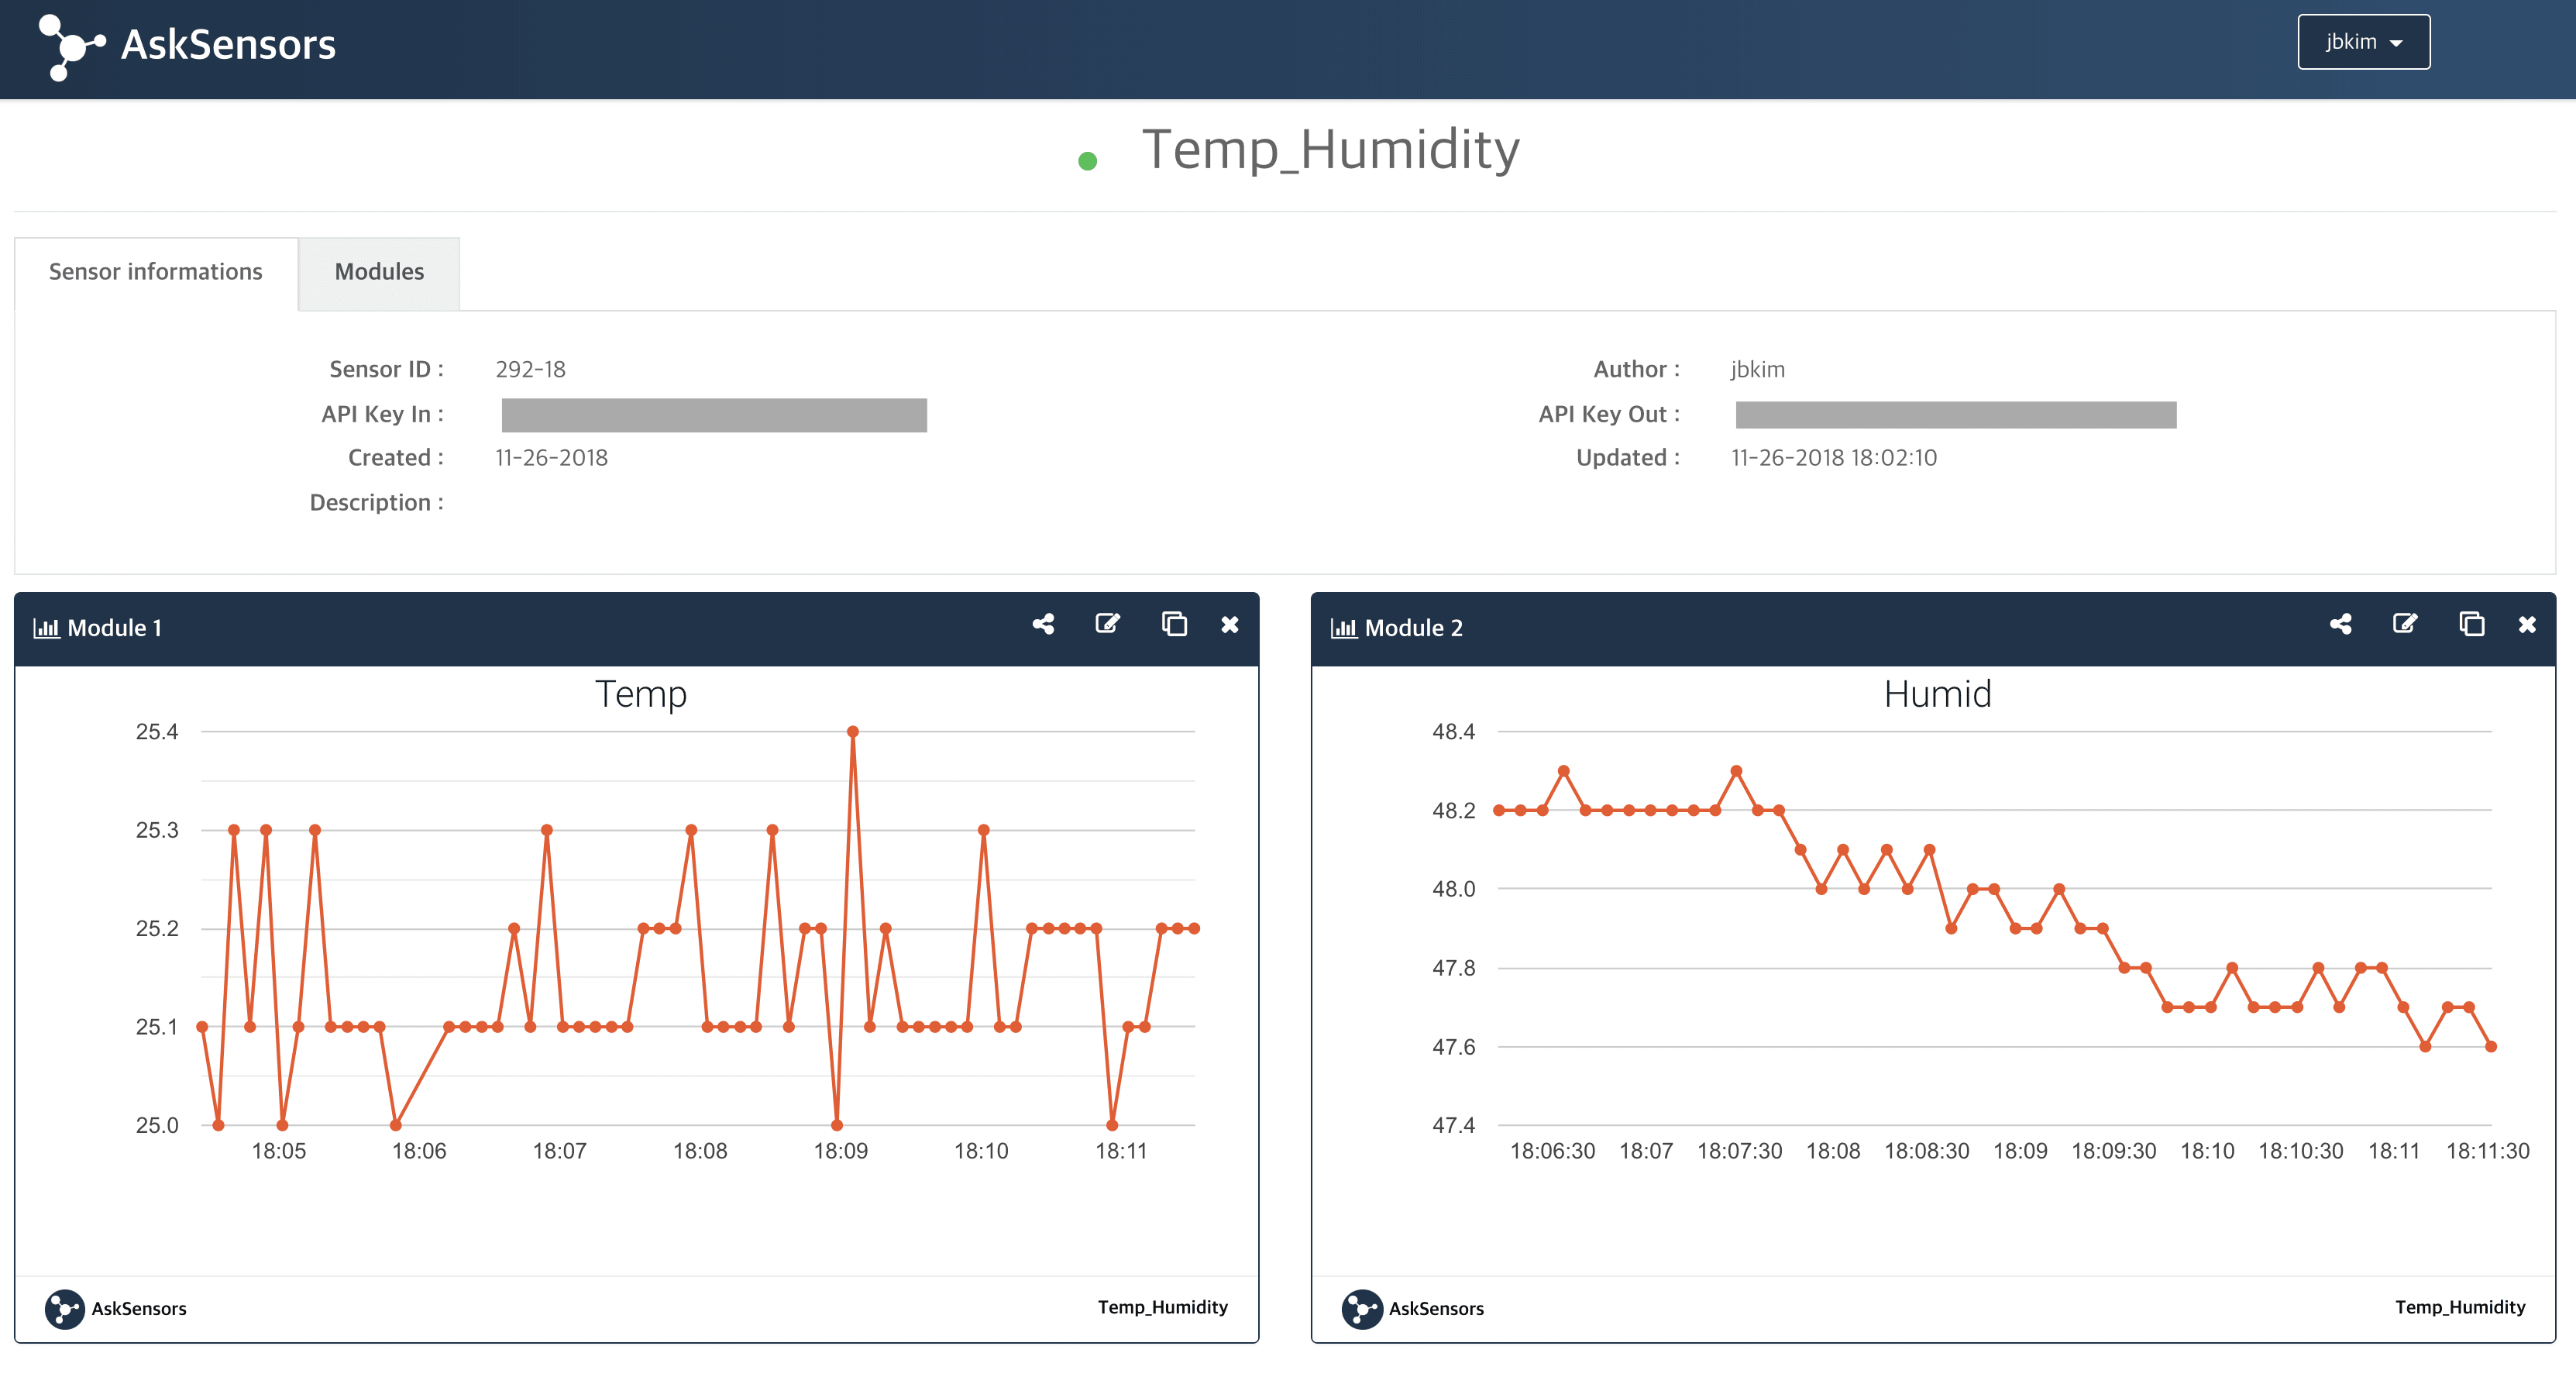 AskSensors
jbkim
Temp_Humidity
Sensor informations
Modules
Sensor ID : 292-18
Author : jbkim
API Key In :
API Key Out :
Created : 11-26-2018
Updated : 11-26-2018 18:02:10
Description :
Module 1
Temp
25.4
25.3
25.2
25.1
25.0
18:05 18:06 18:07 18:08 18:09 18:10 18:11
AskSensors
Temp_Humidity
Module 2
Humid
48.4
48.2
48.0
47.8
47.6
47.4
18:06:30 18:07 18:07:30 18:08 18:08:30 18:09 18:09:30 18:10 18:10:30 18:11 18:11:30
AskSensors
Temp_Humidity